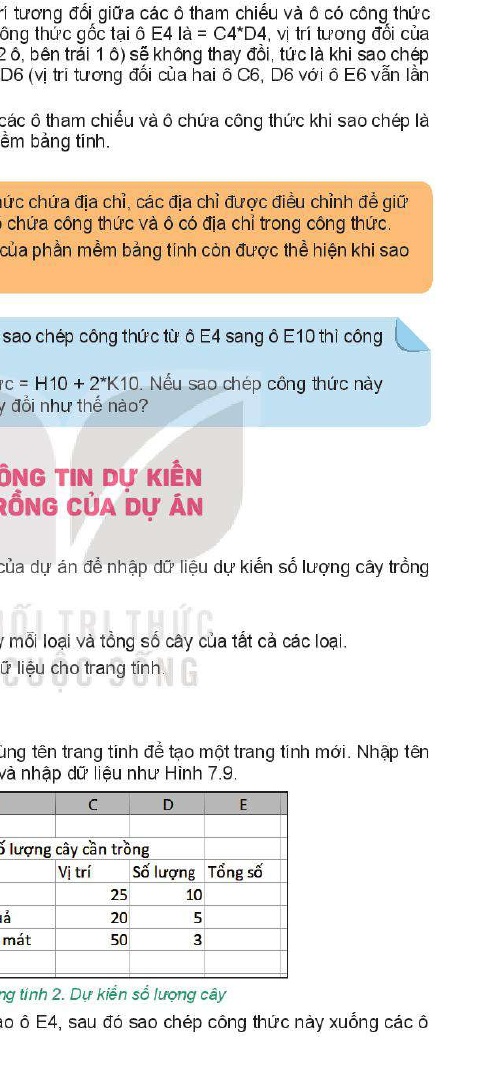 rí tương đối giữa các ô tham chiếu và ô có công thức
ông thức gốc tại ô E4 là = C4*D4, vị trí tương đối của
2 ô, bên trái 1 ô) sẽ không thay đổi, tức là khi sao chép
D6 (vị trí tương đối của hai ô C6, D6 với ô E6 vẫn lần
các ô tham chiếu và ô chứa công thức khi sao chép là
ềm bảng tính.
ức chứa địa chỉ, các địa chỉ được điều chỉnh để giữ
chứa công thức và ô có địa chỉ trong công thức.
của phần mềm bảng tính còn được thể hiện khi sao
sao chép công thức từ ô E4 sang ô E10 thì công
rc = H10 + 2*K10. Nếu sao chép công thức này
y đổi như thế nào?
ÔNG TIN DỰ KIẾN
RỒNG CỦA DỰ ÁN
của dự án để nhập dữ liệu dự kiến số lượng cây trồng
ỐI TRI THỨC
y mỗi loại và tổng số cây của tất cả các loại.
ữ liệu cho trang tính.
CUỘC SỐNG
ùng tên trang tính để tạo một trang tính mới. Nhập tên
và nhập dữ liệu như Hình 7.9.
C D E
ố lượng cây cần trồng
Vị trí Số lượng Tổng số
25 10
ả 20 5
mát 50 3
ng tính 2. Dự kiến số lượng cây
ào ô E4, sau đó sao chép công thức này xuống các ô